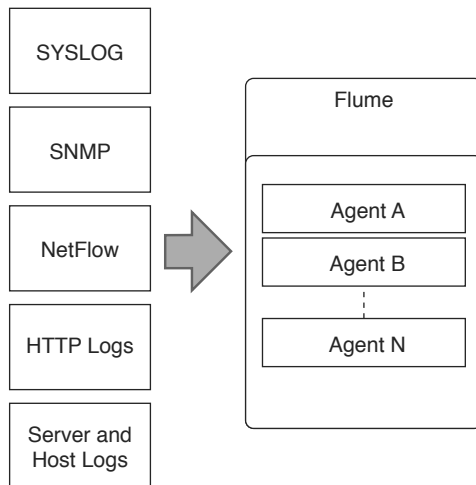 SYSLOG
SNMP
NetFlow
HTTP Logs
Server and
Host Logs
Flume
Agent A
Agent B
Agent N